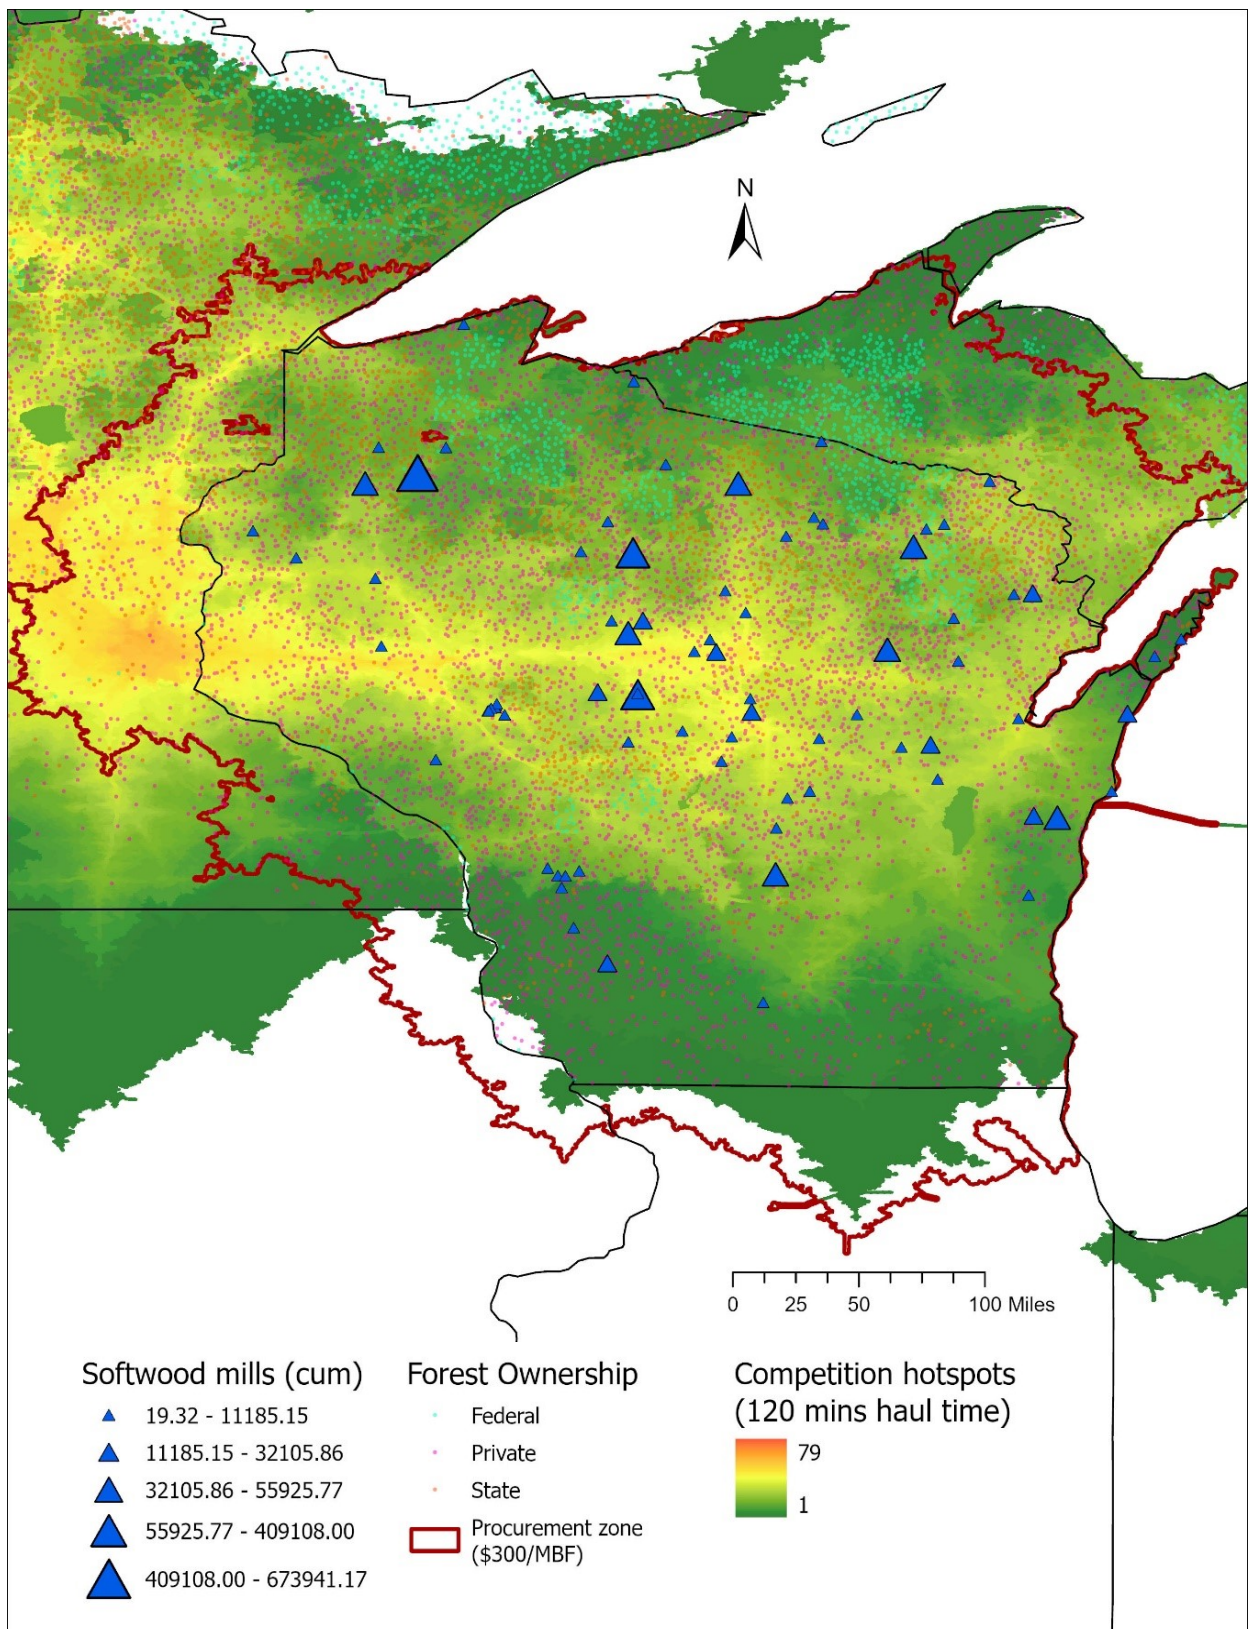 N
0 25 50 100 Miles
Softwood mills (cum)
19.32 - 11185.15
11185.15 - 32105.86
32105.86 - 55925.77
55925.77 - 409108.00
409108.00 - 673941.17
Forest Ownership
Federal
Private
State
Procurement zone
($300/MBF)
Competition hotspots
(120 mins haul time)
79
1